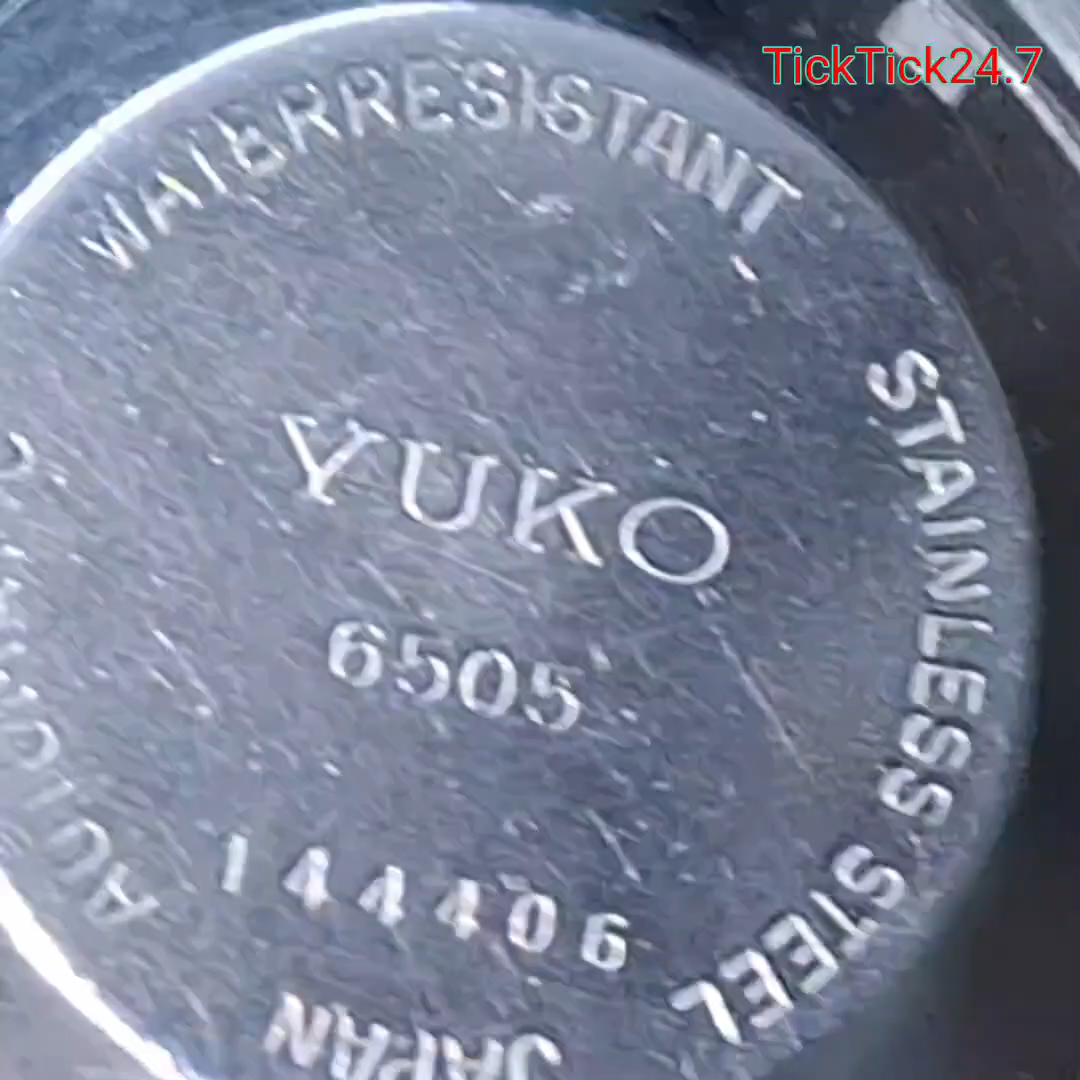 TickTick24.7
WATERRESISTANT
STAINLESS STEEL
YUKO
6505
144406
JAPAN